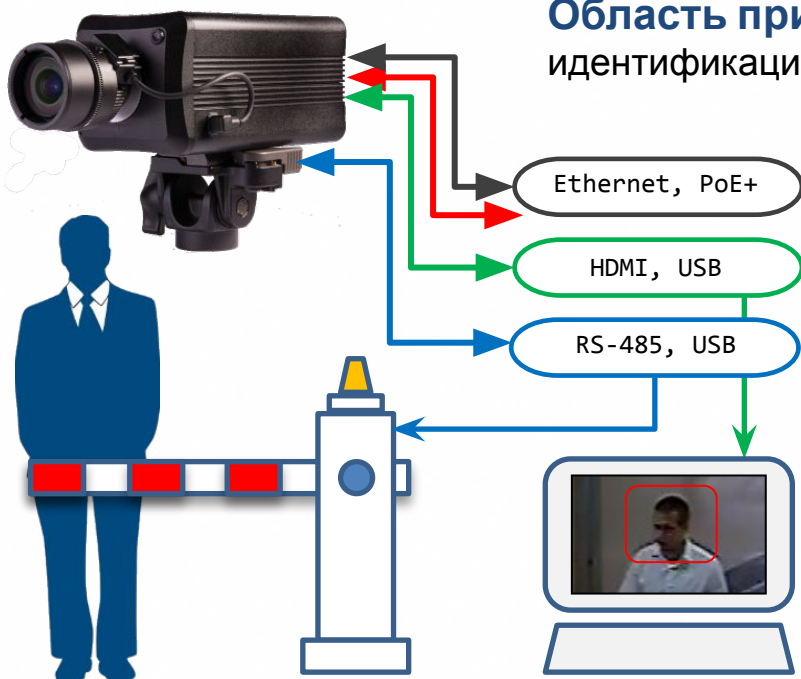 Область при
идентификаци
Ethernet, PoE+
HDMI, USB
RS-485, USB